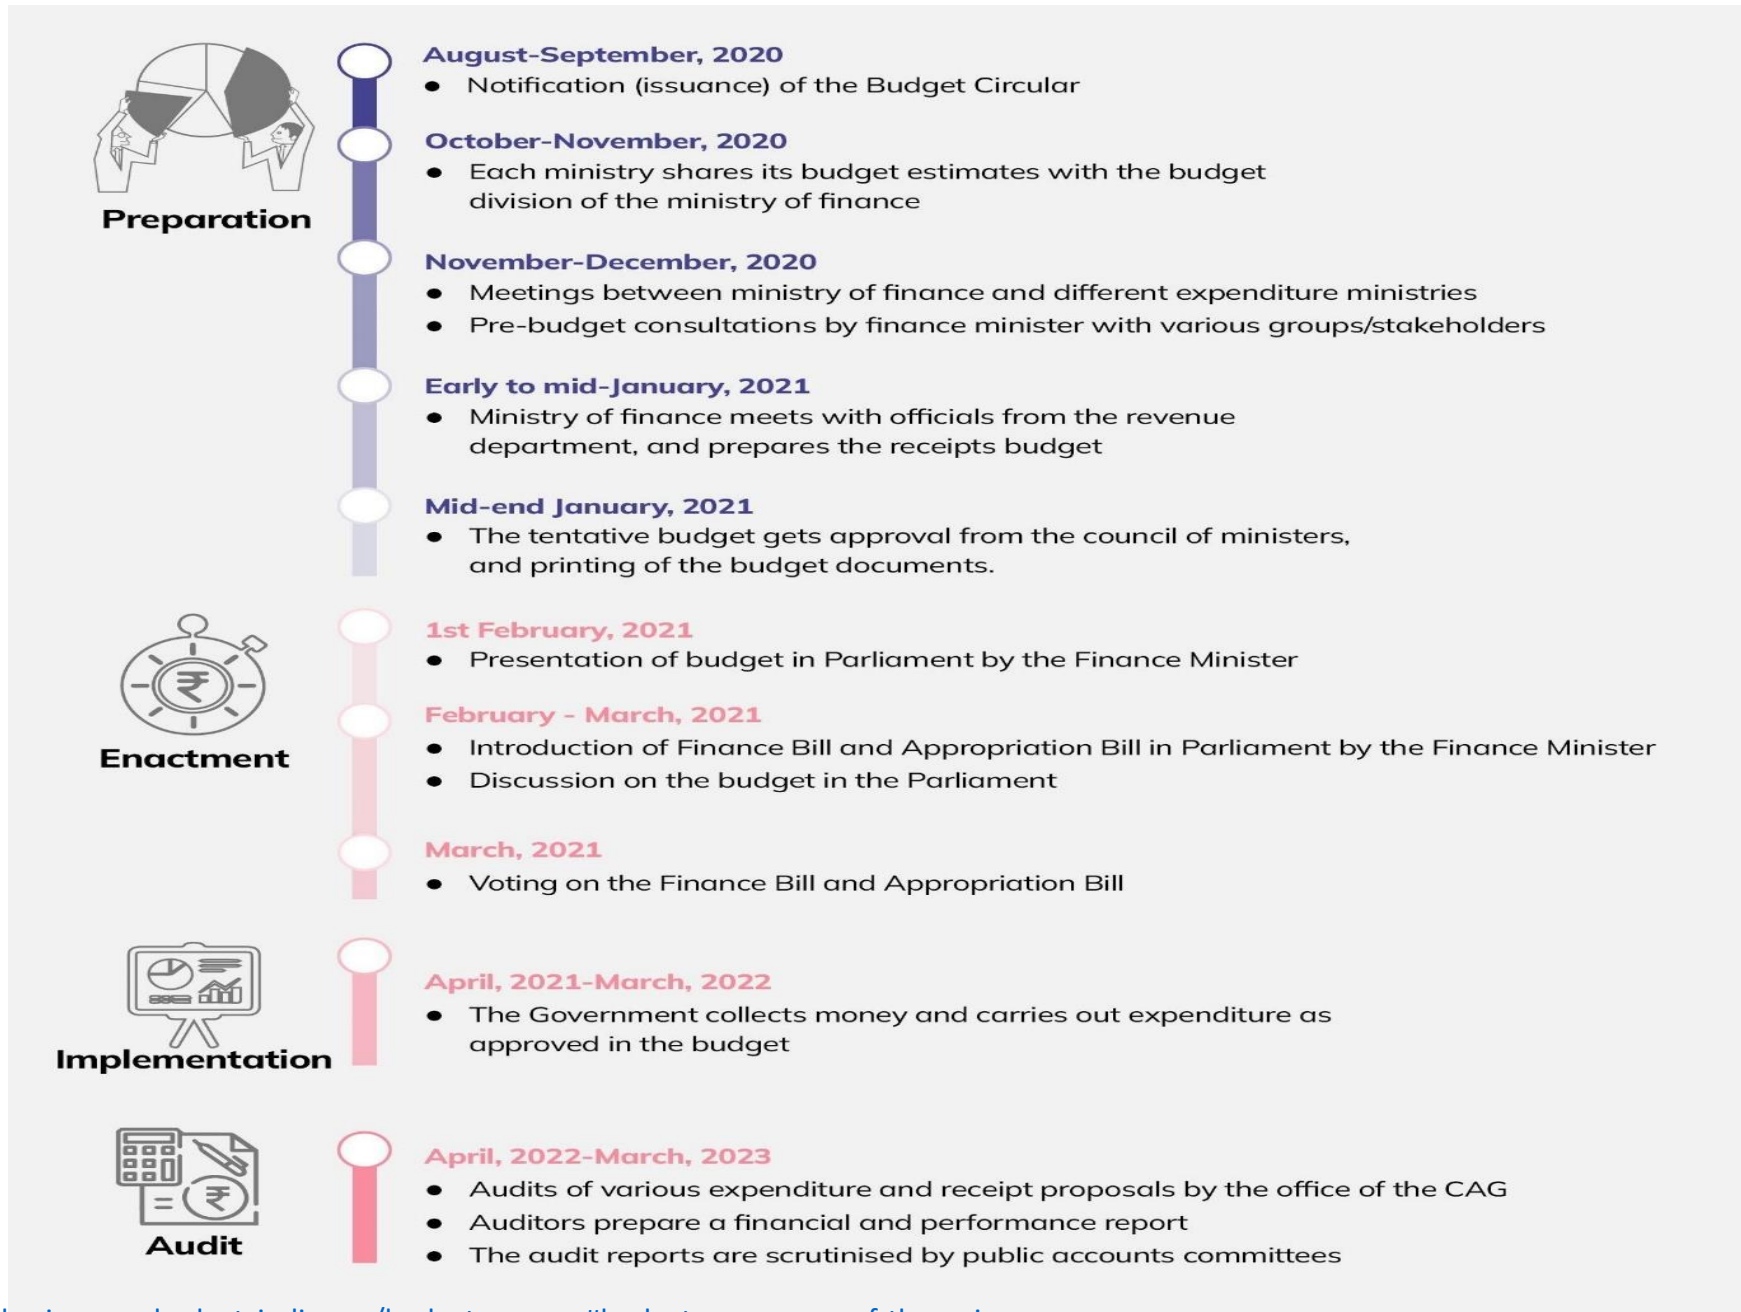 August-September, 2020
● Notification (issuance) of the Budget Circular
October-November, 2020
● Each ministry shares its budget estimates with the budget
division of the ministry of finance
Preparation
November-December, 2020
● Meetings between ministry of finance and different expenditure ministries
● Pre-budget consultations by finance minister with various groups/stakeholders
Early to mid-January, 2021
● Ministry of finance meets with officials from the revenue
department, and prepares the receipts budget
Mid-end January, 2021
● The tentative budget gets approval from the council of ministers,
and printing of the budget documents.
1st February, 2021
● Presentation of budget in Parliament by the Finance Minister
₹
February - March, 2021
● Introduction of Finance Bill and Appropriation Bill in Parliament by the Finance Minister
Enactment
● Discussion on the budget in the Parliament
March, 2021
● Voting on the Finance Bill and Appropriation Bill
April, 2021-March, 2022
● The Government collects money and carries out expenditure as
approved in the budget
Implementation
April, 2022-March, 2023
● Audits of various expenditure and receipt proposals by the office of the CAG
= ₹
● Auditors prepare a financial and performance report
Audit
● The audit reports are scrutinised by public accounts committees